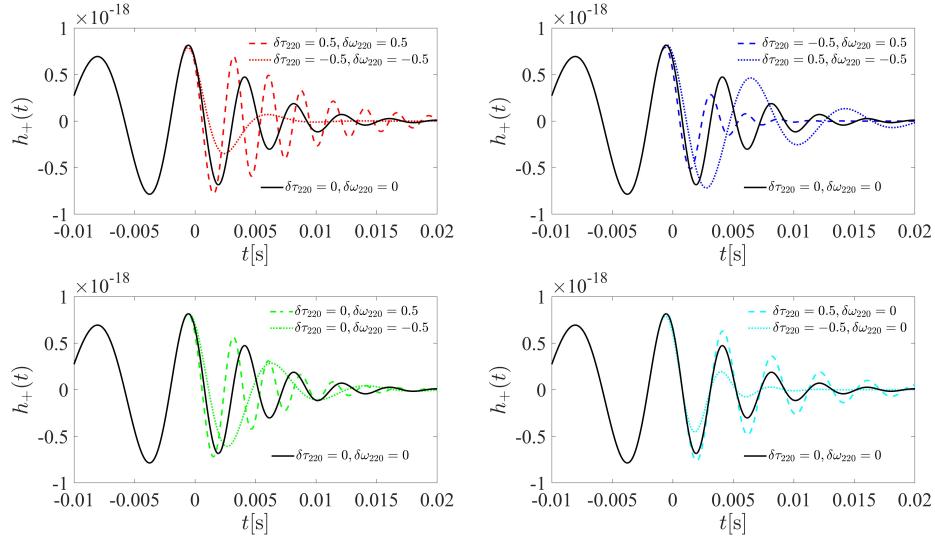 ×10⁻¹⁸
1
δτ₂₂₀ = 0.5, δω₂₂₀ = 0.5
δτ₂₂₀ = −0.5, δω₂₂₀ = −0.5
0.5
h₊(t)
0
-0.5
δτ₂₂₀ = 0, δω₂₂₀ = 0
-1
-0.01 -0.005 0 0.005 0.01 0.015 0.02
t[s]
×10⁻¹⁸
1
δτ₂₂₀ = −0.5, δω₂₂₀ = 0.5
δτ₂₂₀ = 0.5, δω₂₂₀ = −0.5
0.5
h₊(t)
0
-0.5
δτ₂₂₀ = 0, δω₂₂₀ = 0
-1
-0.01 -0.005 0 0.005 0.01 0.015 0.02
t[s]
×10⁻¹⁸
1
δτ₂₂₀ = 0, δω₂₂₀ = 0.5
δτ₂₂₀ = 0, δω₂₂₀ = −0.5
0.5
h₊(t)
0
-0.5
δτ₂₂₀ = 0, δω₂₂₀ = 0
-1
-0.01 -0.005 0 0.005 0.01 0.015 0.02
t[s]
×10⁻¹⁸
1
δτ₂₂₀ = 0.5, δω₂₂₀ = 0
δτ₂₂₀ = −0.5, δω₂₂₀ = 0
0.5
h₊(t)
0
-0.5
δτ₂₂₀ = 0, δω₂₂₀ = 0
-1
-0.01 -0.005 0 0.005 0.01 0.015 0.02
t[s]